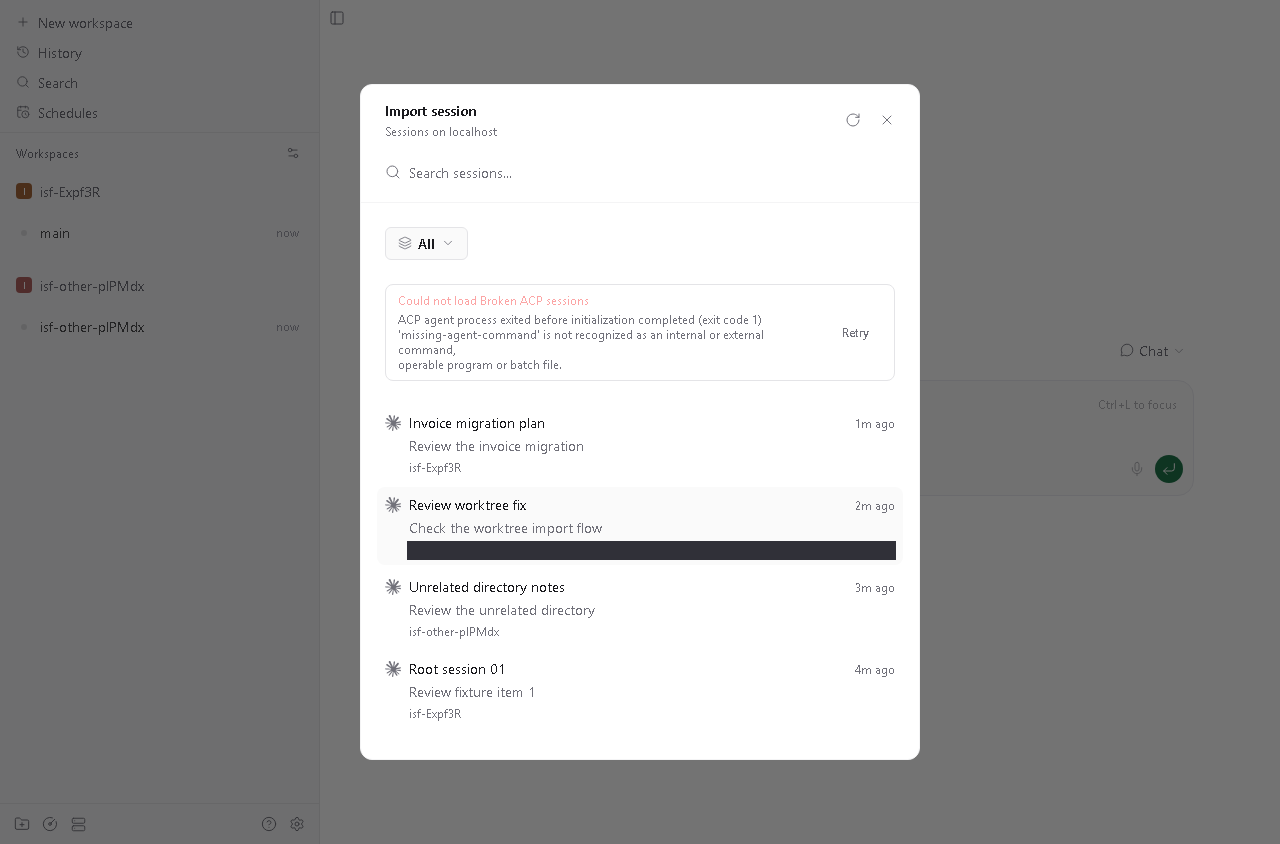 New workspace
History
Search
Schedules
Workspaces
I isf-Expf3R
main now
I isf-other-pIPMdx
isf-other-pIPMdx now
Import session
Sessions on localhost
Search sessions...
All
Could not load Broken ACP sessions
ACP agent process exited before initialization completed (exit code 1)
'missing-agent-command' is not recognized as an internal or external
command,
operable program or batch file.
Retry
Invoice migration plan 1m ago
Review the invoice migration
isf-Expf3R
Review worktree fix 2m ago
Check the worktree import flow
Unrelated directory notes 3m ago
Review the unrelated directory
isf-other-pIPMdx
Root session 01 4m ago
Review fixture item 1
isf-Expf3R
Chat
Ctrl+L to focus